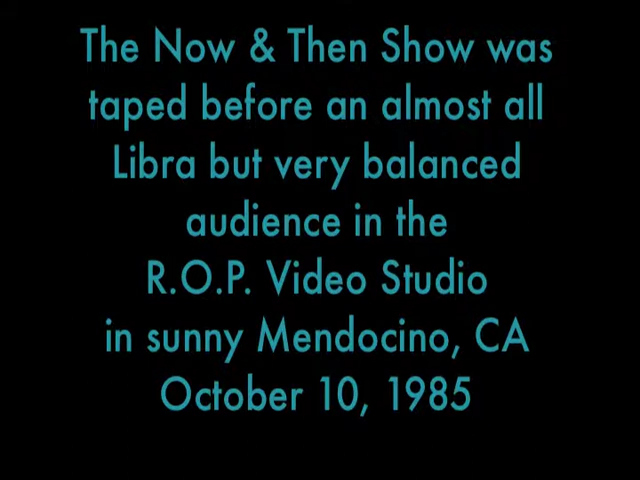 The Now & Then Show was
taped before an almost all
Libra but very balanced
audience in the
R.O.P. Video Studio
in sunny Mendocino, CA
October 10, 1985